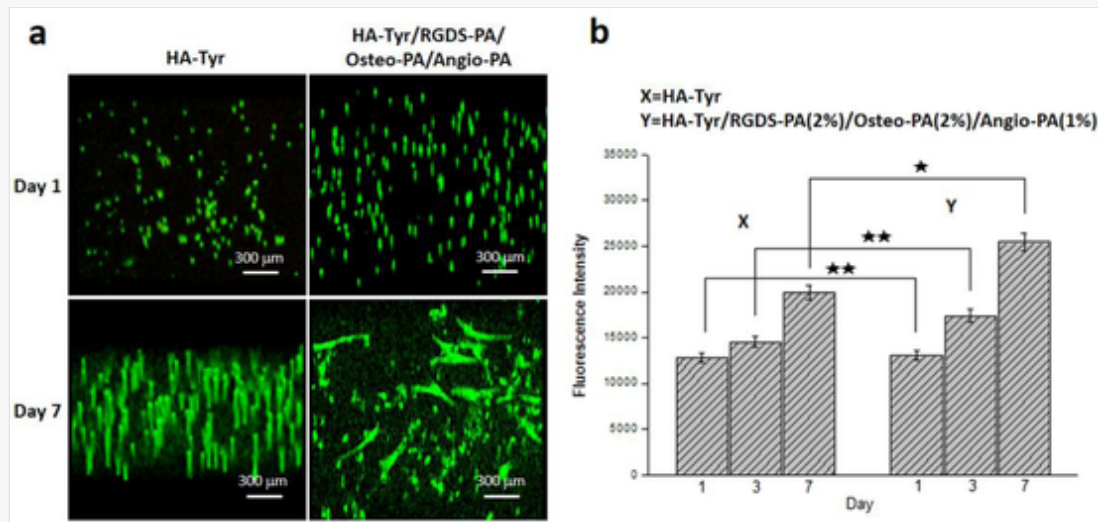 a
HA-Tyr
HA-Tyr/RGDS-PA/
Osteo-PA/Angio-PA
Day 1
300 µm
300 µm
Day 7
300 µm
300 µm
b
X=HA-Tyr
Y=HA-Tyr/RGDS-PA(2%)/Osteo-PA(2%)/Angio-PA(1%)
Fluorescence Intensity
35000
30000
25000
20000
15000
10000
5000
0
X
Y
★
★★
★★
1 3 7 1 3 7
Day